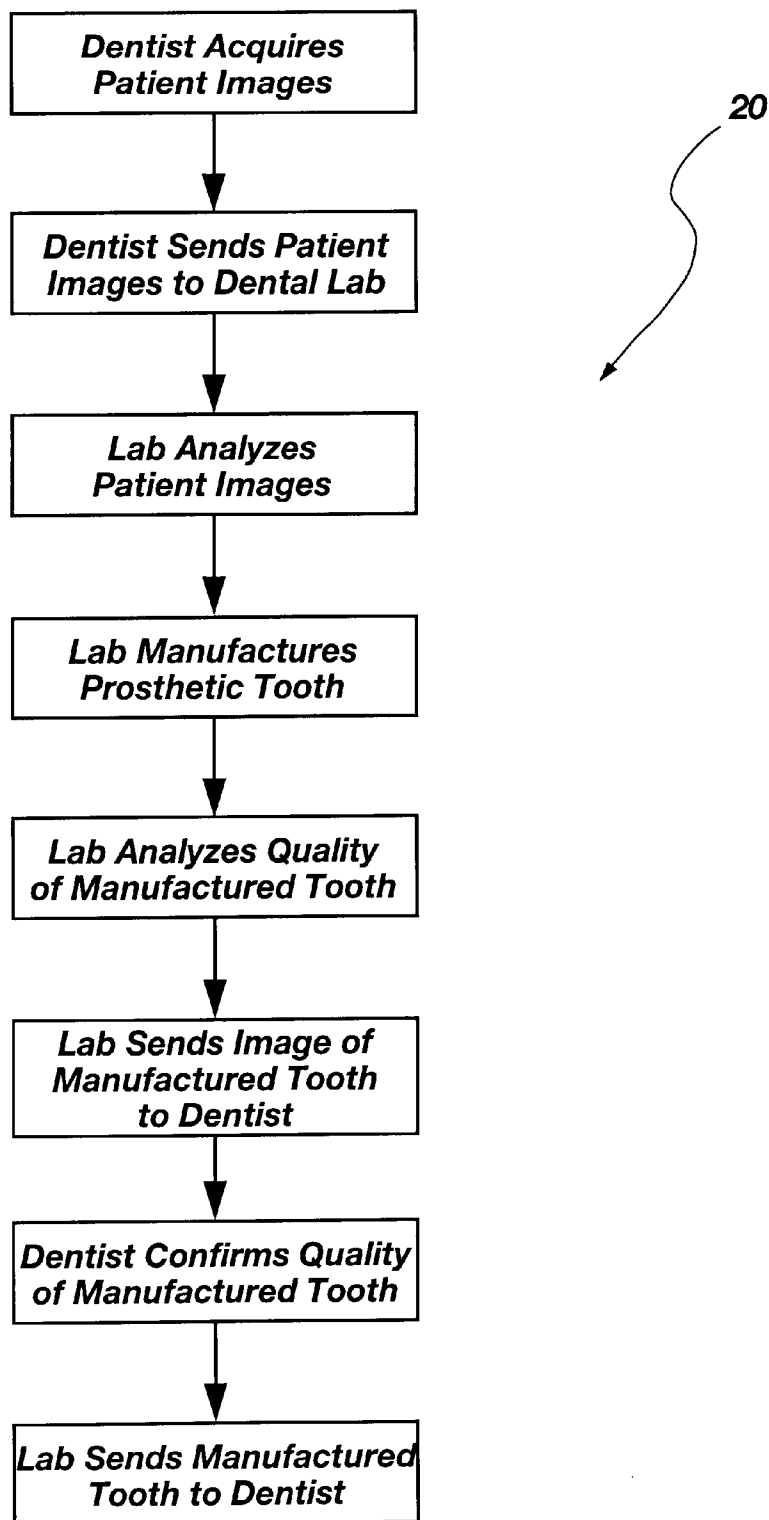 Dentist Acquires
Patient Images
20
Dentist Sends Patient
Images to Dental Lab
Lab Analyzes
Patient Images
Lab Manufactures
Prosthetic Tooth
Lab Analyzes Quality
of Manufactured Tooth
Lab Sends Image of
Manufactured Tooth
to Dentist
Dentist Confirms Quality
of Manufactured Tooth
Lab Sends Manufactured
Tooth to Dentist